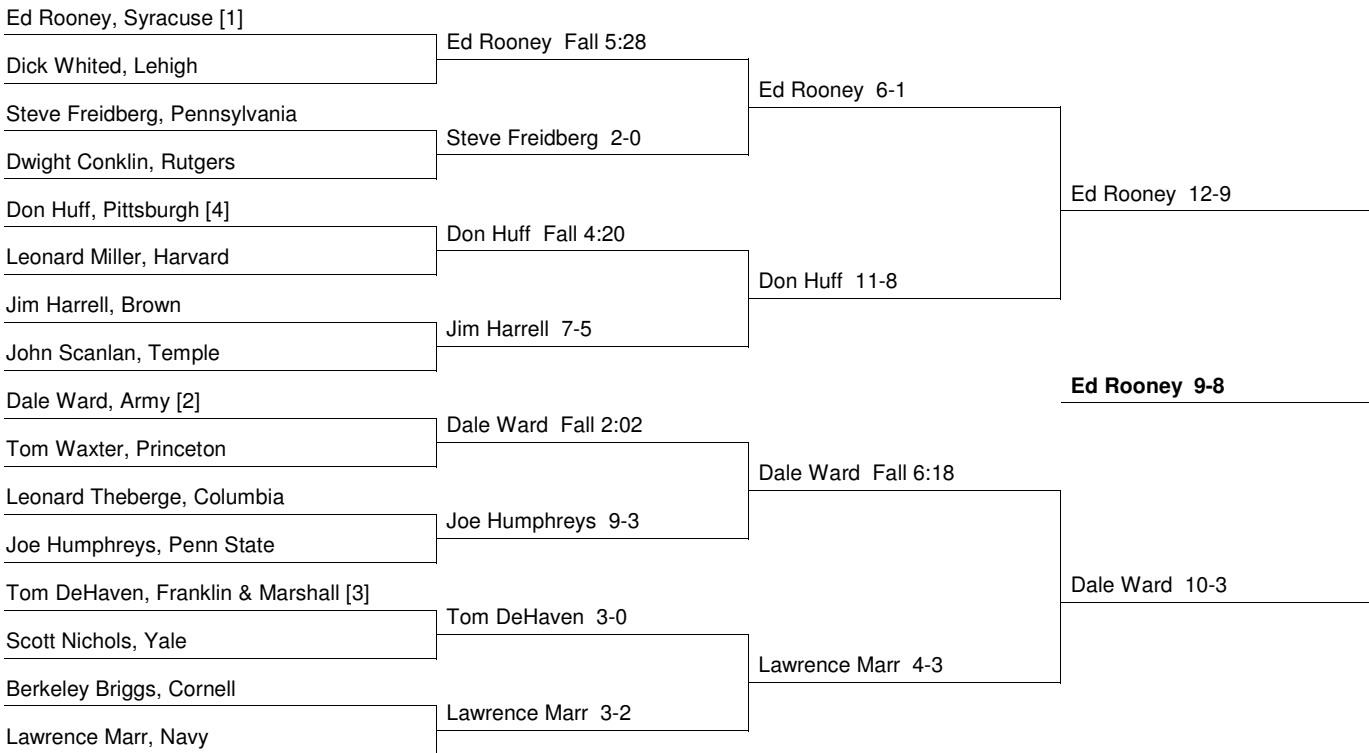 Ed Rooney, Syracuse [1]
Dick Whited, Lehigh
Steve Freidberg, Pennsylvania
Dwight Conklin, Rutgers
Don Huff, Pittsburgh [4]
Leonard Miller, Harvard
Jim Harrell, Brown
John Scanlan, Temple
Dale Ward, Army [2]
Tom Waxter, Princeton
Leonard Theberge, Columbia
Joe Humphreys, Penn State
Tom DeHaven, Franklin & Marshall [3]
Scott Nichols, Yale
Berkeley Briggs, Cornell
Lawrence Marr, Navy
Ed Rooney Fall 5:28
Steve Freidberg 2-0
Don Huff Fall 4:20
Jim Harrell 7-5
Dale Ward Fall 2:02
Joe Humphreys 9-3
Tom DeHaven 3-0
Lawrence Marr 3-2
Ed Rooney 6-1
Don Huff 11-8
Dale Ward Fall 6:18
Lawrence Marr 4-3
Ed Rooney 12-9
Dale Ward 10-3
Ed Rooney 9-8